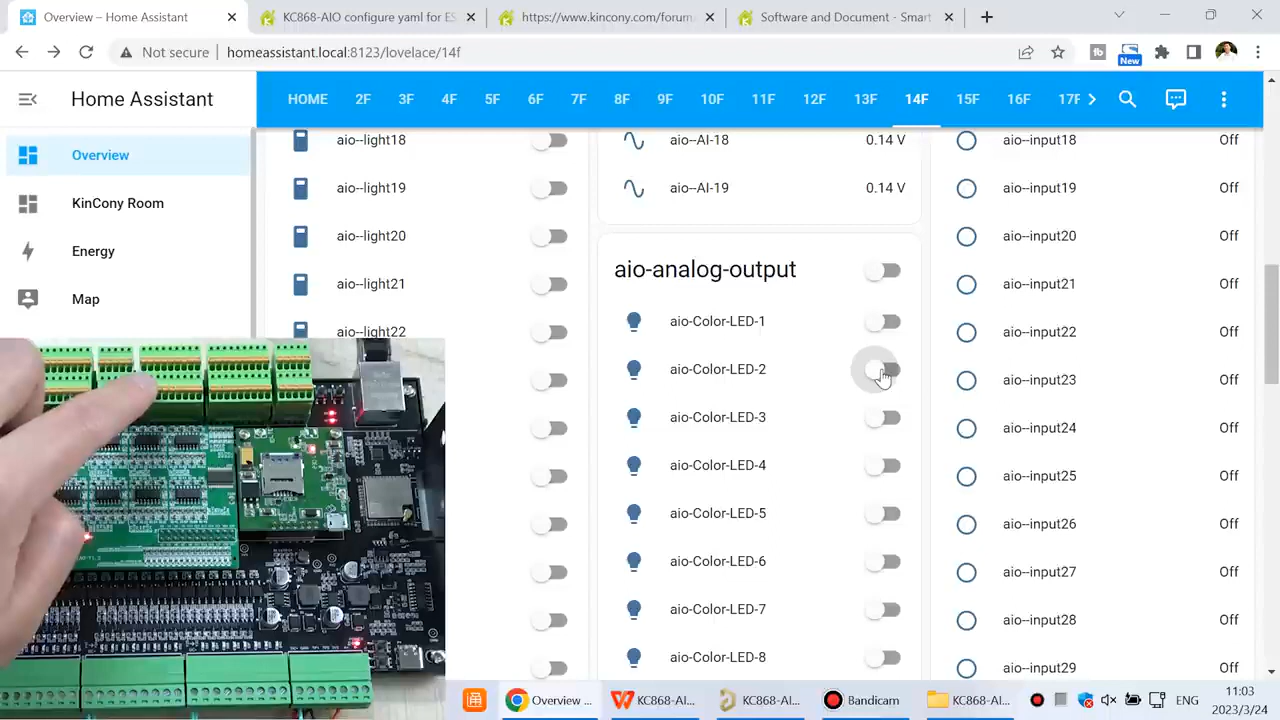 Overview – Home Assistant
KC868-AIO configure yaml for ES
https://www.kincony.com/forum
Software and Document - Smart
Not secure
homeassistant.local:8123/lovelace/14f
New
Home Assistant
HOME 2F 3F 4F 5F 6F 7F 8F 9F 10F 11F 12F 13F 14F 15F 16F 17F
Overview
KinCony Room
Energy
Map
aio--light18
aio--light19
aio--light20
aio--light21
aio--light22
aio--AI-18 0.14 V
aio--AI-19 0.14 V
aio-analog-output
aio-Color-LED-1
aio-Color-LED-2
aio-Color-LED-3
aio-Color-LED-4
aio-Color-LED-5
aio-Color-LED-6
aio-Color-LED-7
aio-Color-LED-8
aio--input18 Off
aio--input19 Off
aio--input20 Off
aio--input21 Off
aio--input22 Off
aio--input23 Off
aio--input24 Off
aio--input25 Off
aio--input26 Off
aio--input27 Off
aio--input28 Off
aio--input29 Off
Overview ...
KC868-AI...
KC868-AI...
Bandicam
KC868-AI...
ENG
11:03
2023/3/24